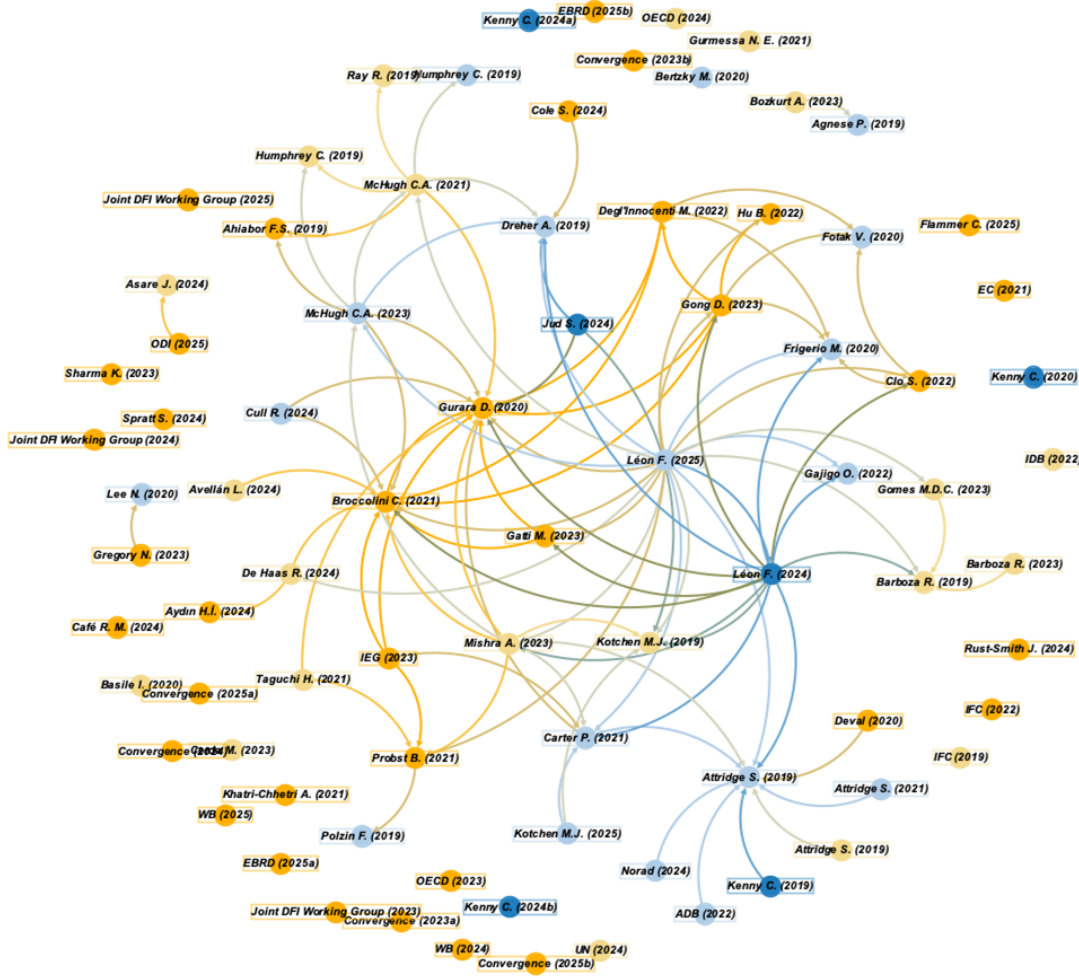 Kenny C. (2024a)
EBRD (2025b)
OECD (2024)
Gurmessa N. E. (2021)
Convergence (2023b)
Ray R. (2019)
Humphrey C. (2019)
Bertzky M. (2020)
Bozkurt A. (2023)
Cole S. (2024)
Agnese P. (2019)
Humphrey C. (2019)
McHugh C.A. (2021)
Joint DFI Working Group (2025)
Degl'Innocenti M. (2022)
Hu B. (2022)
Ahiabor F.S. (2019)
Dreher A. (2019)
Fotak V. (2020)
Flammer C. (2025)
Asare J. (2024)
EC (2021)
McHugh C.A. (2023)
Gong D. (2023)
Jud S. (2024)
ODI (2025)
Frigerio M. (2020)
Sharma K. (2023)
Clo S. (2022)
Kenny C. (2020)
Cull R. (2024)
Gurara D. (2020)
Spratt S. (2024)
Joint DFI Working Group (2024)
Léon F. (2025)
IDB (2022)
Gajigo O. (2022)
Lee N. (2020)
Avellán L. (2024)
Gomes M.D.C. (2023)
Broccolini C. (2021)
Gatti M. (2023)
Gregory N. (2023)
De Haas R. (2024)
Léon F. (2024)
Barboza R. (2019)
Barboza R. (2023)
Aydın H.İ. (2024)
Café R. M. (2024)
Mishra A. (2023)
Kotchen M.J. (2019)
Rust-Smith J. (2024)
IEG (2023)
Taguchi H. (2021)
Basile I. (2020)
Convergence (2025a)
IFC (2022)
Deval (2020)
Carter P. (2021)
Convergence (2024)
M. (2023)
Probst B. (2021)
IFC (2019)
Attridge S. (2019)
Attridge S. (2021)
Khatri-Chhetri A. (2021)
WB (2025)
Polzin F. (2019)
Kotchen M.J. (2025)
Attridge S. (2019)
EBRD (2025a)
Norad (2024)
OECD (2023)
Kenny C. (2019)
Kenny C. (2024b)
Joint DFI Working Group (2023)
ADB (2022)
Convergence (2023a)
WB (2024)
UN (2024)
Convergence (2025b)